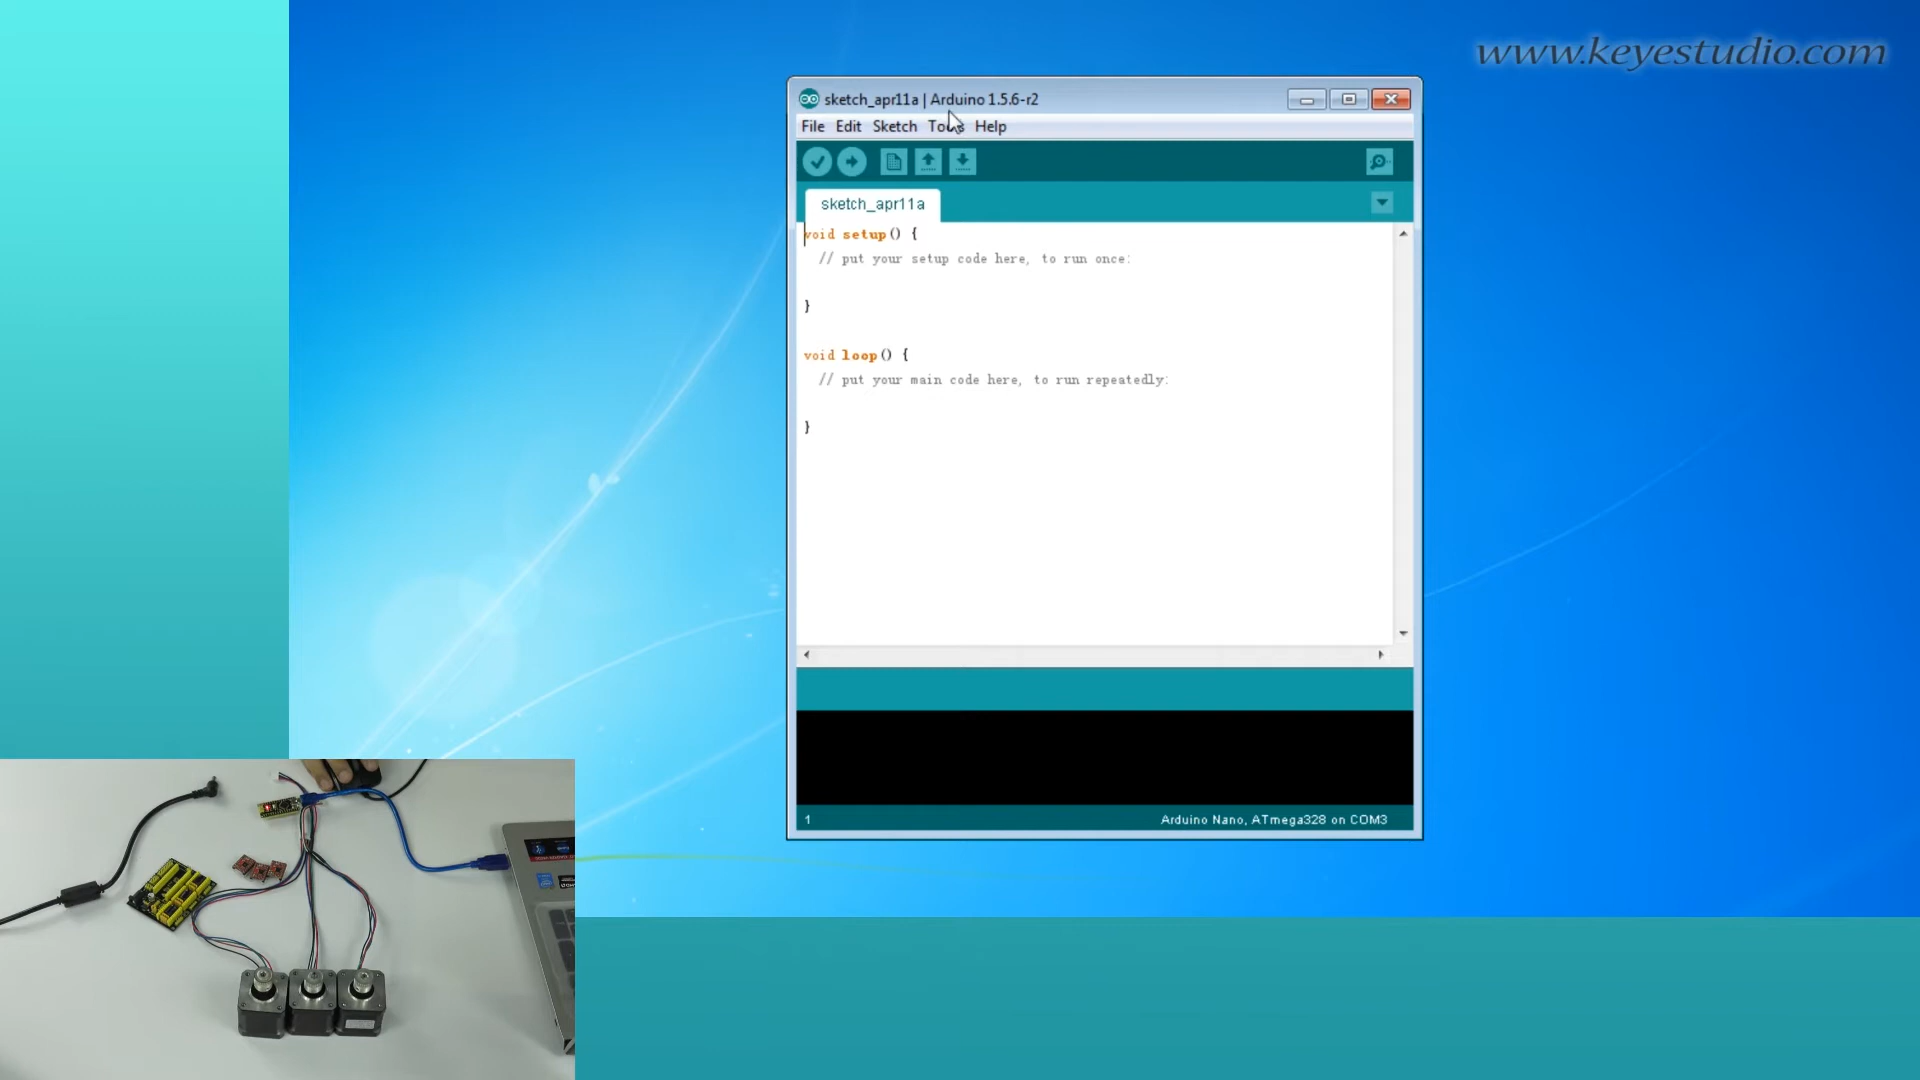 www.keyestudio.com
sketch_apr11a | Arduino 1.5.6-r2
File Edit Sketch Tools Help
sketch_apr11a
void setup() {
// put your setup code here, to run once:
}
void loop() {
// put your main code here, to run repeatedly:
}
1
Arduino Nano, ATmega328 on COM3